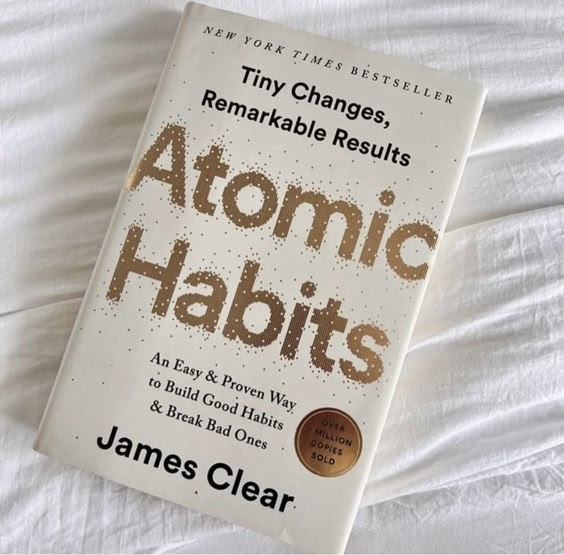 NEW YORK TIMES BESTSELLER
Tiny Changes,
Remarkable Results
Atomic
Habits
An Easy & Proven Way
to Build Good Habits
& Break Bad Ones
OVER
MILLION
COPIES
SOLD
James Clear